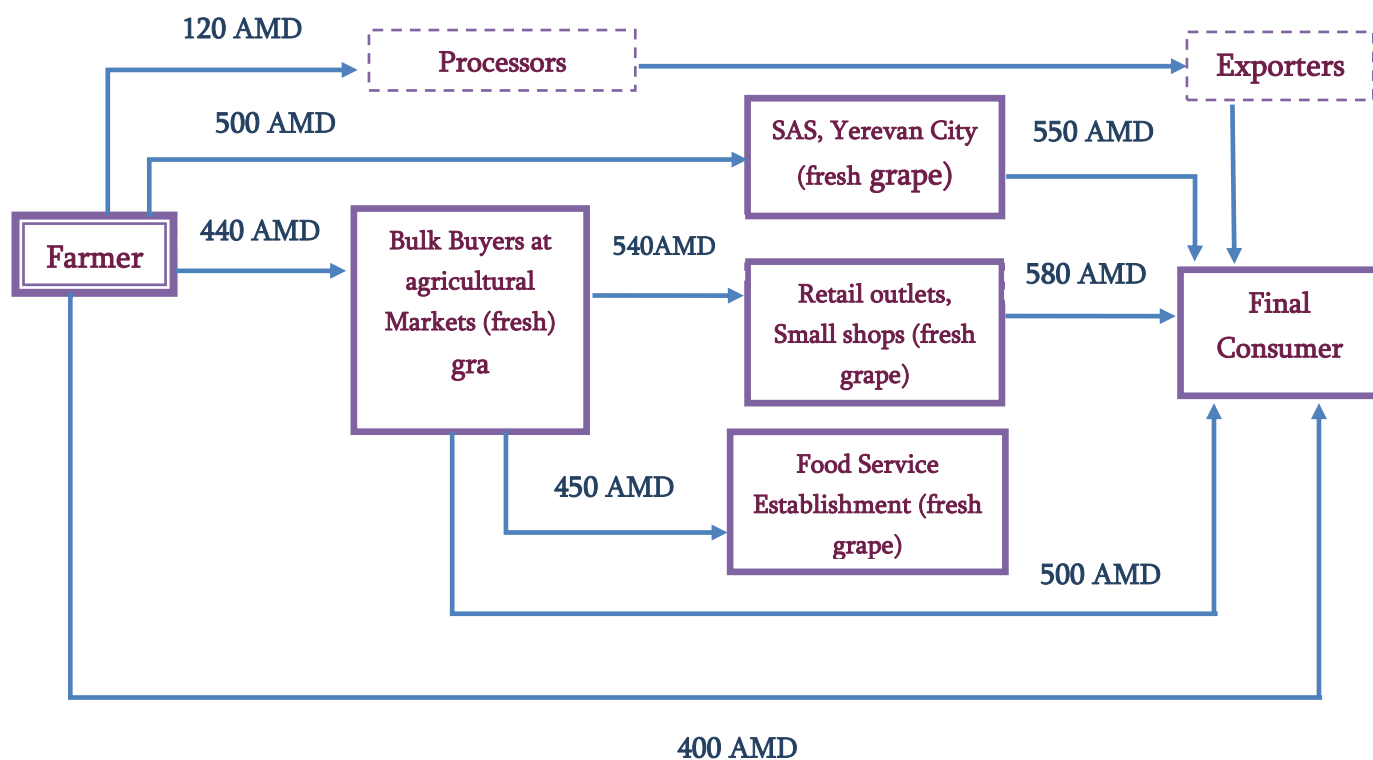 120 AMD
Processors
Exporters
500 AMD
SAS, Yerevan City
(fresh grape)
550 AMD
Farmer
440 AMD
Bulk Buyers at
agricultural
Markets (fresh)
gra
540AMD
Retail outlets,
Small shops (fresh
grape)
580 AMD
Final
Consumer
450 AMD
Food Service
Establishment (fresh
grape)
500 AMD
400 AMD